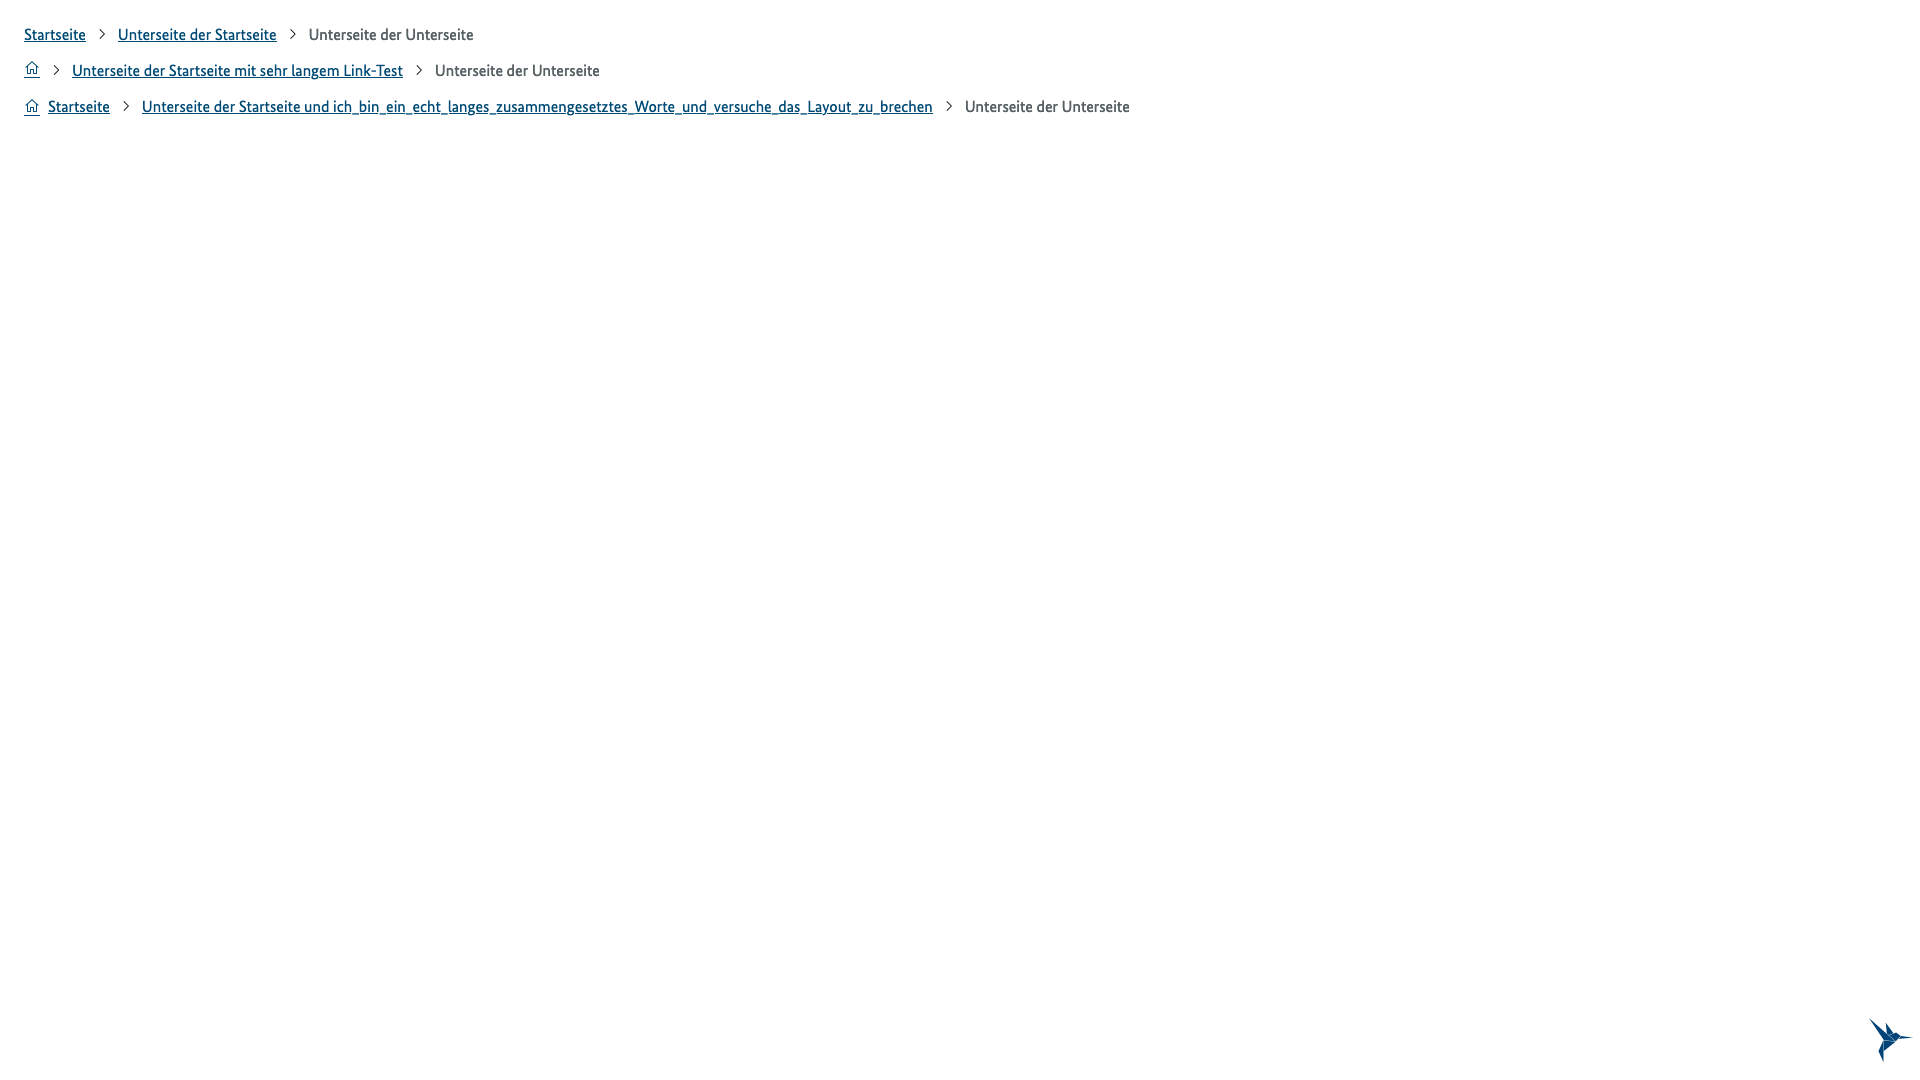 Startseite > Unterseite der Startseite > Unterseite der Unterseite
> Unterseite der Startseite mit sehr langem Link-Test > Unterseite der Unterseite
Startseite > Unterseite der Startseite und ich_bin_ein_echt_langes_zusammengesetztes_Worte_und_versuche_das_Layout_zu_brechen > Unterseite der Unterseite